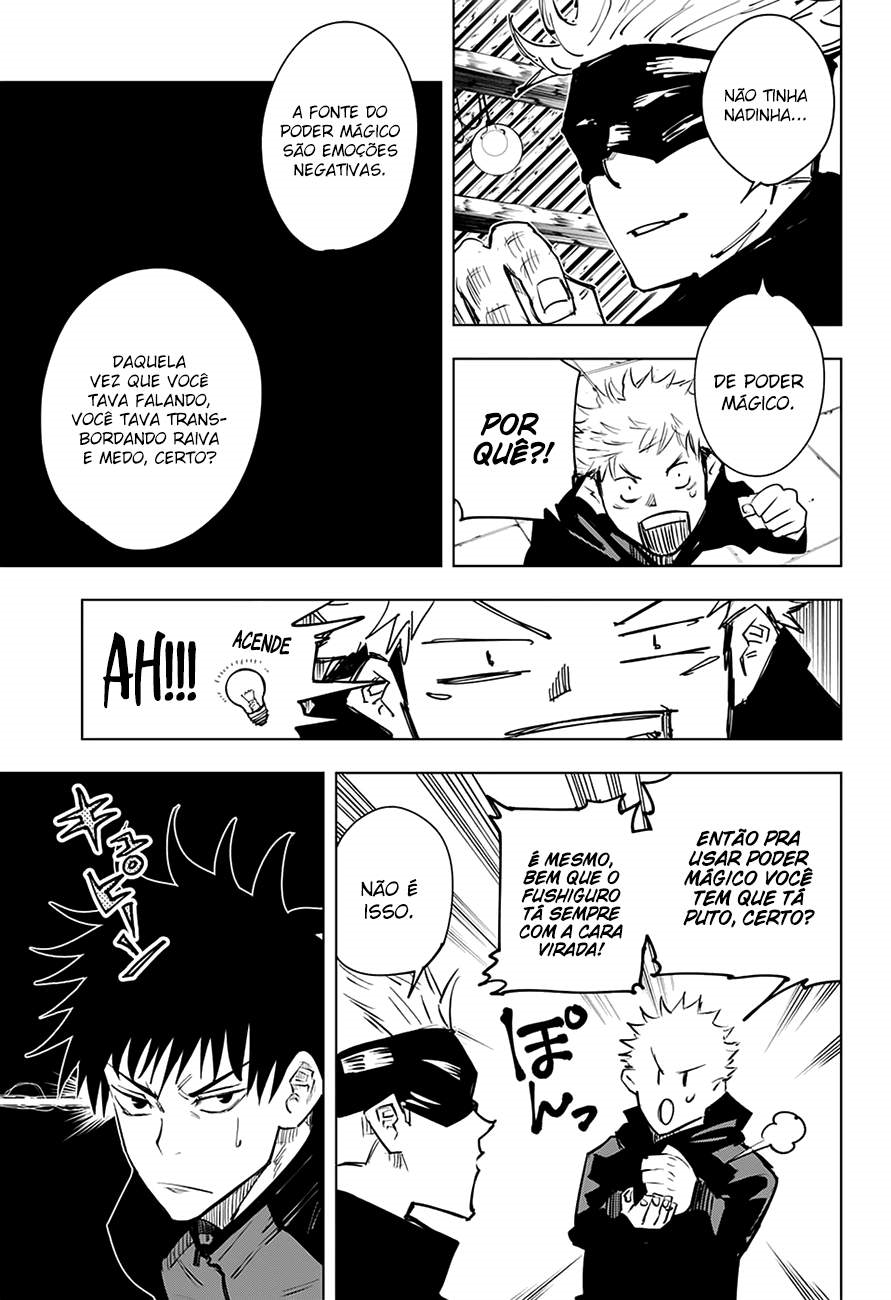 NÃO TINHA
NADINHA...
DE PODER
MÁGICO.
POR
QUÊ?!
A FONTE DO
PODER MÁGICO
SÃO EMOÇÕES
NEGATIVAS.
DAQUELA
VEZ QUE VOCÊ
TAVA FALANDO,
VOCÊ TAVA TRANS-
BORDANDO RAIVA
E MEDO, CERTO?
ACENDE
AH!!!
ENTÃO PRA
USAR PODER
MÁGICO VOCÊ
TEM QUE TÁ
PUTO, CERTO?
É MESMO,
BEM QUE O
FUSHIGURO
TÁ SEMPRE
COM A CARA
VIRADA!
ぽんっ
NÃO É
ISSO.